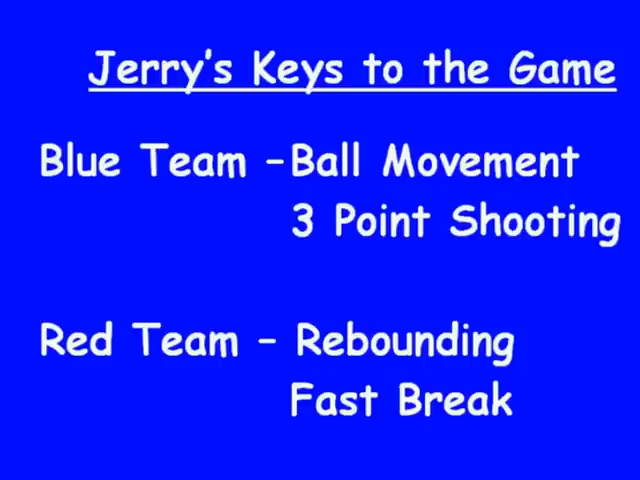 Jerry's Keys to the Game
Blue Team - Ball Movement
3 Point Shooting
Red Team - Rebounding
Fast Break